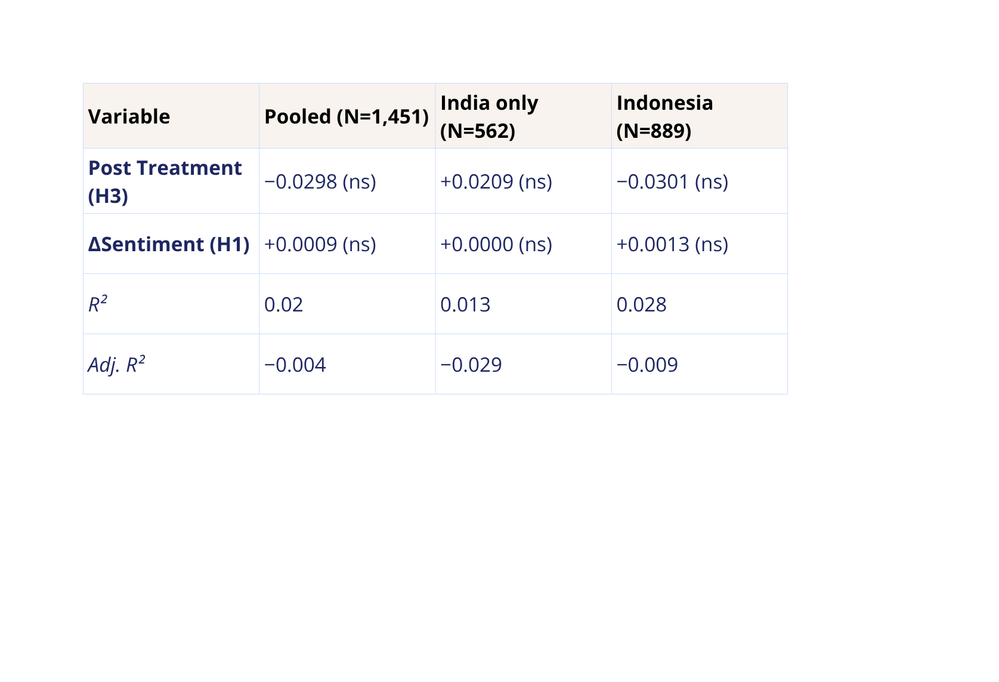 Variable
Pooled (N=1,451)
India only
(N=562)
Indonesia
(N=889)
Post Treatment
(H3)
−0.0298 (ns)
+0.0209 (ns)
−0.0301 (ns)
ΔSentiment (H1)
+0.0009 (ns)
+0.0000 (ns)
+0.0013 (ns)
R²
0.02
0.013
0.028
Adj. R²
−0.004
−0.029
−0.009